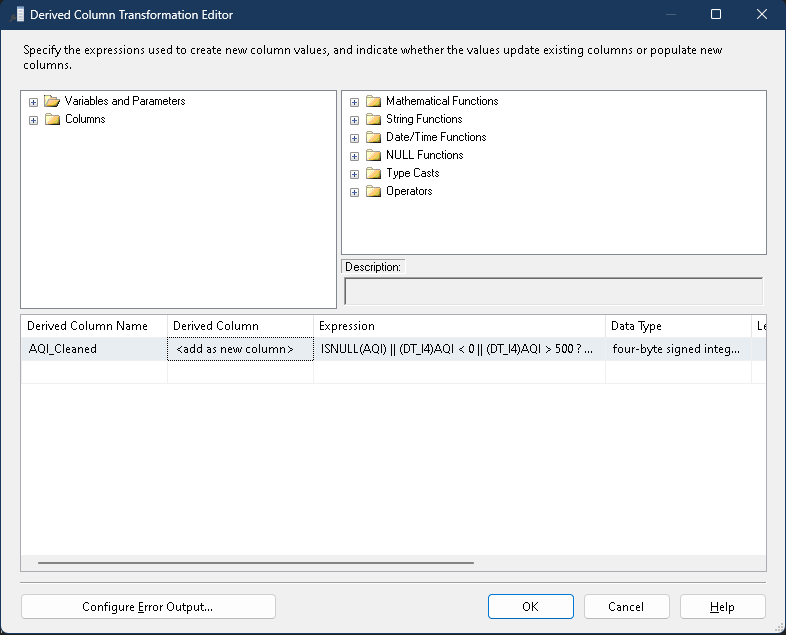 Derived Column Transformation Editor
Specify the expressions used to create new column values, and indicate whether the values update existing columns or populate new
columns.
Variables and Parameters
Columns
Mathematical Functions
String Functions
Date/Time Functions
NULL Functions
Type Casts
Operators
Description:
Derived Column Name Derived Column Expression Data Type Le
AQI_Cleaned <add as new column> ISNULL(AQI) || (DT_I4)AQI < 0 || (DT_I4)AQI > 500 ? ... four-byte signed integ...
Configure Error Output... OK Cancel Help